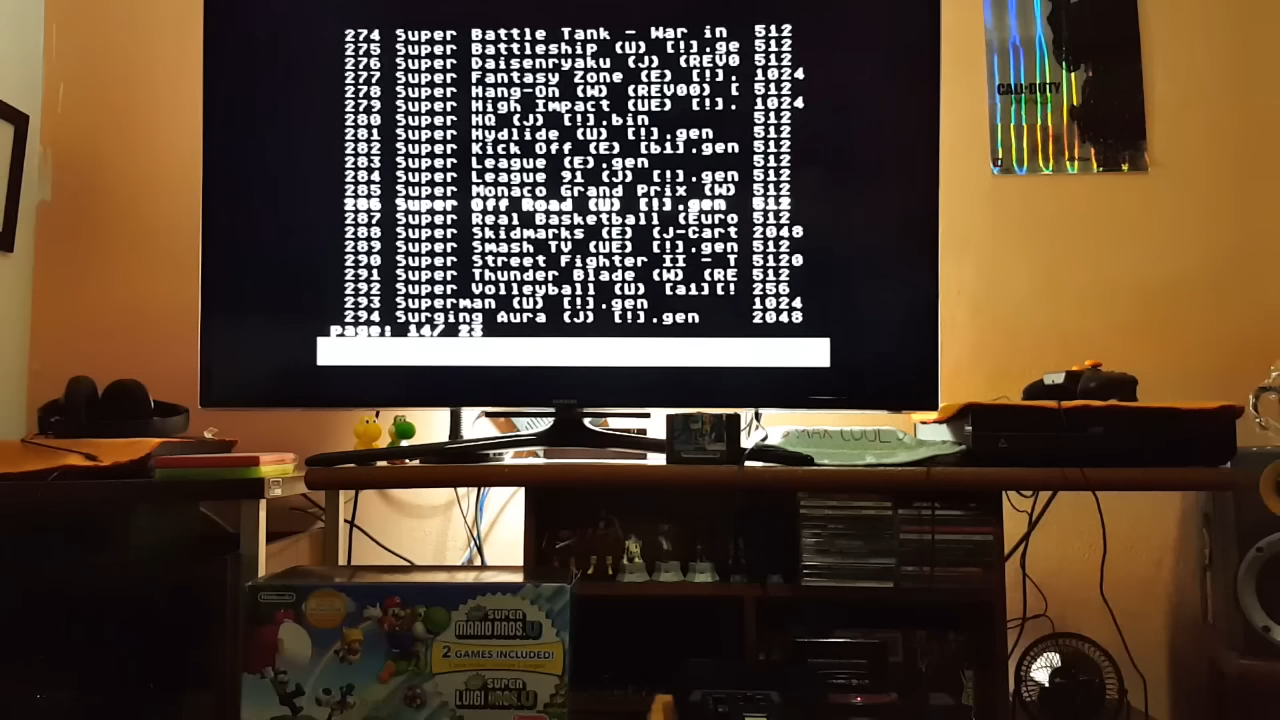 274 Super Battle Tank - War in 512
275 Super Battleship (U) [!].ge 512
276 Super Daisenryaku (J) (REV0 512
277 Super Fantasy Zone (E) [!]. 1024
278 Super Hang-On (W) (REV00) [ 512
279 Super High Impact (UE) [!]. 1024
280 Super HQ (J) [!].bin 512
281 Super Hydlide (U) [!].gen 512
282 Super Kick Off (E) [b1].gen 512
283 Super League (E).gen 512
284 Super League 91 (J) [!].gen 512
285 Super Monaco Grand Prix (W) 512
286 Super Off Road (U) [!].gen 512
287 Super Real Basketball (Euro 512
288 Super Skidmarks (E) (J-Cart 2048
289 Super Smash TV (UE) [!].gen 512
290 Super Street Fighter II - T 5120
291 Super Thunder Blade (W) (RE 512
292 Super Volleyball (U) [a1][! 256
293 Superman (U) [!].gen 1024
294 Surging Aura (J) [!].gen 2048
Page: 14/ 23
CALL OF DUTY
SAMSUNG
MAX COOL
Nintendo
NEW SUPER
MARIO BROS. U
2 GAMES INCLUDED!
NEW SUPER
LUIGI BROS. U